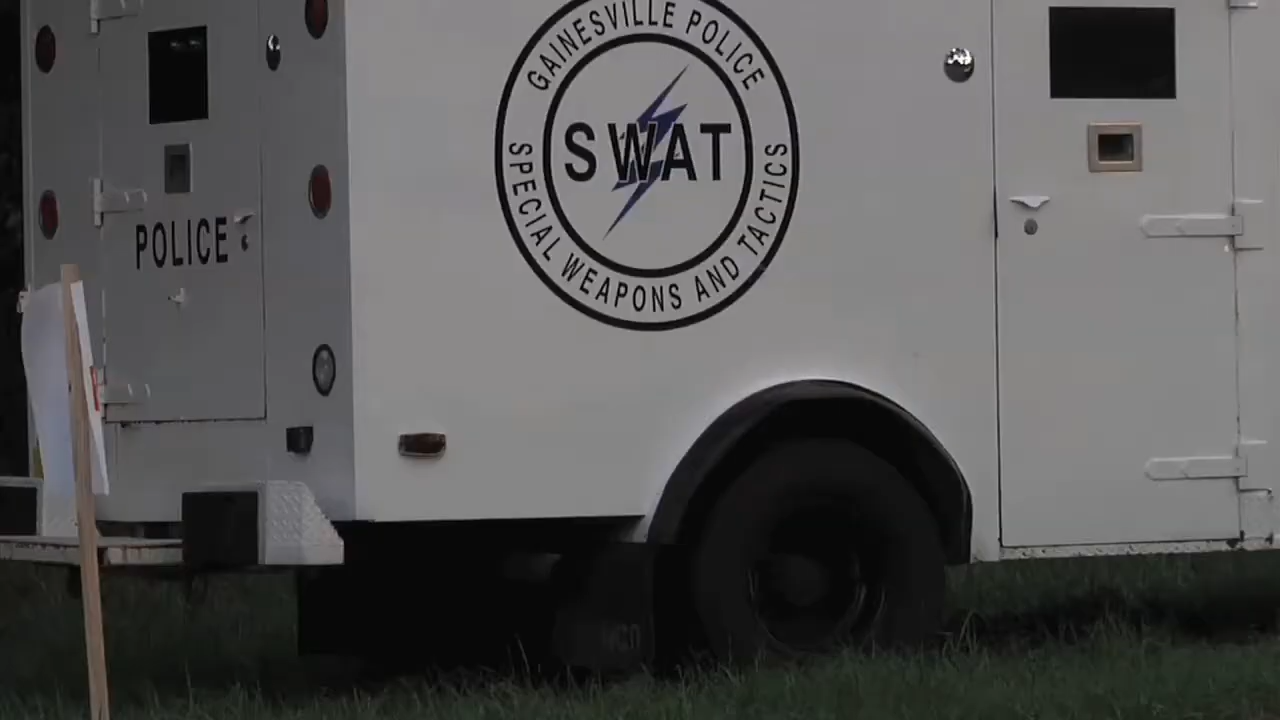 GAINESVILLE POLICE
SWAT
SPECIAL WEAPONS AND TACTICS
POLICE